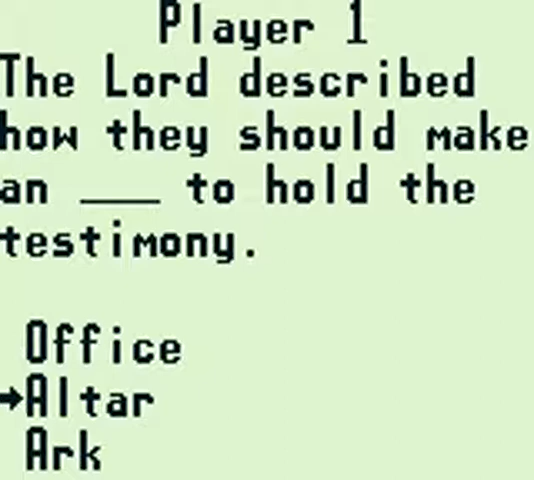 Player 1
The Lord described
how they should make
an ___ to hold the
testimony.
Office
→Altar
Ark